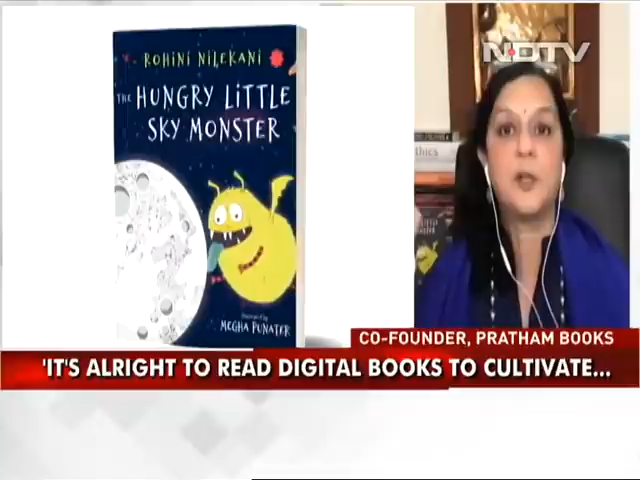 ROHINI NILEKANI
THE HUNGRY LITTLE
SKY MONSTER
MEGHA PUNATER
NDTV
CO-FOUNDER, PRATHAM BOOKS
'IT'S ALRIGHT TO READ DIGITAL BOOKS TO CULTIVATE...